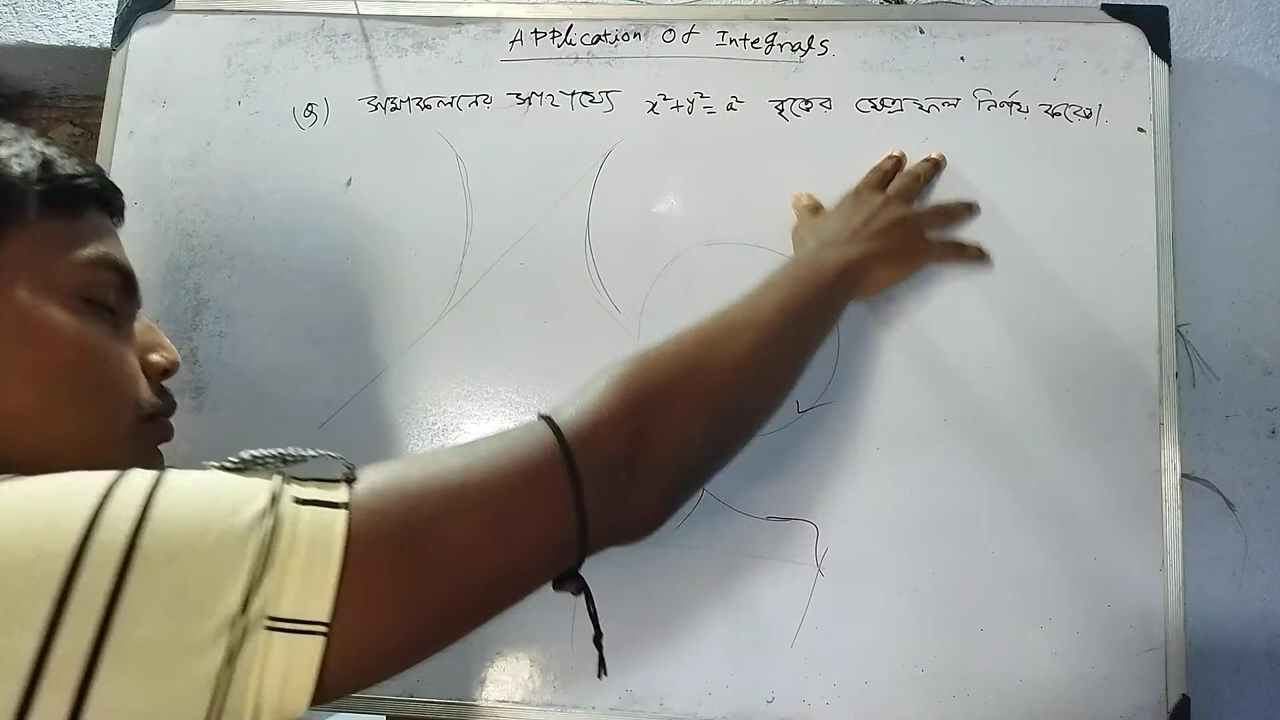 Application Of Integrals.
(Q) সমাকলনের সাহায্যে x²+y²=a² বৃত্তের ক্ষেত্রফল নির্ণয় করো।